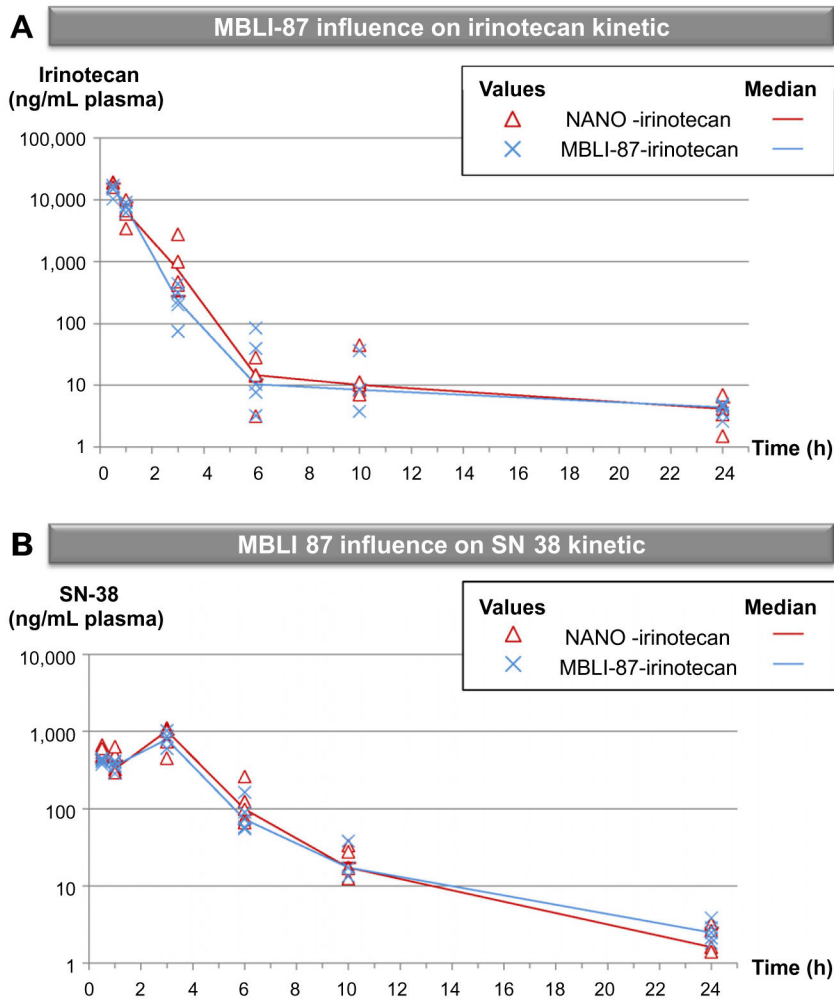 A MBLI-87 influence on irinotecan kinetic
Irinotecan
(ng/mL plasma)
Values Median
NANO -irinotecan
MBLI-87-irinotecan
100,000
10,000
1,000
100
10
1
0 2 4 6 8 10 12 14 16 18 20 22 24
Time (h)
B MBLI 87 influence on SN 38 kinetic
SN-38
(ng/mL plasma)
Values Median
NANO -irinotecan
MBLI-87-irinotecan
10,000
1,000
100
10
1
0 2 4 6 8 10 12 14 16 18 20 22 24
Time (h)